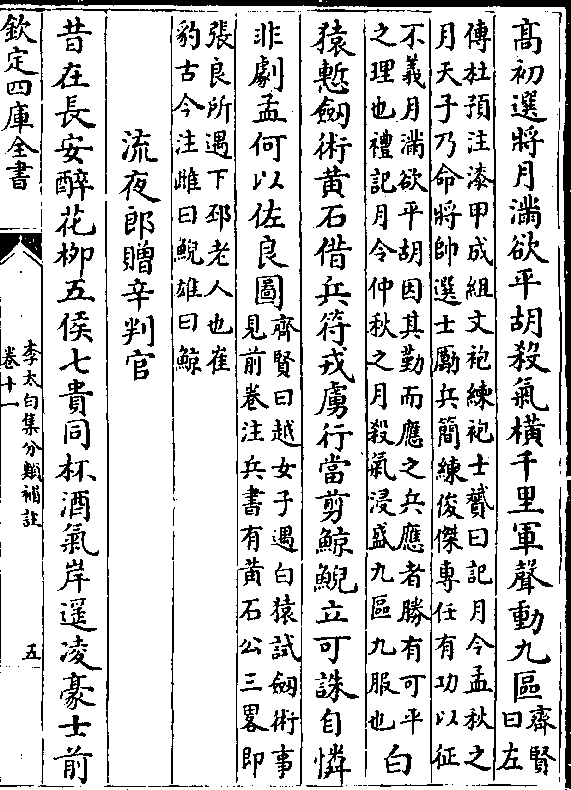 高初選將月滿欲平胡殺氣橫千里軍聲動九區齊賢曰左
傳杜預注漆甲成組文袍練袍士贇曰記月令孟秋之
月天子乃命將帥選士勵兵簡練俊傑專任有功以征
不義月滿欲平胡因其勤而應之兵應者勝有可平
之理也禮記月令仲秋之月殺氣浸盛九區九服也白
猿慙劒術黄石借兵符戎虜行當剪鯨鯢立可誅自憐
非劇孟何以佐良圖齊賢曰越女子遇白猿試劒術事
見前卷注兵書有黄石公三畧即
張良所遇下邳老人也崔
豹古今注雌曰鯢雄曰鯨
流夜郎贈辛判官
昔在長安醉花柳五侯七貴同杯酒氣岸遥凌豪士前
欽定四庫全書
李太白集分類補註
卷十一
五